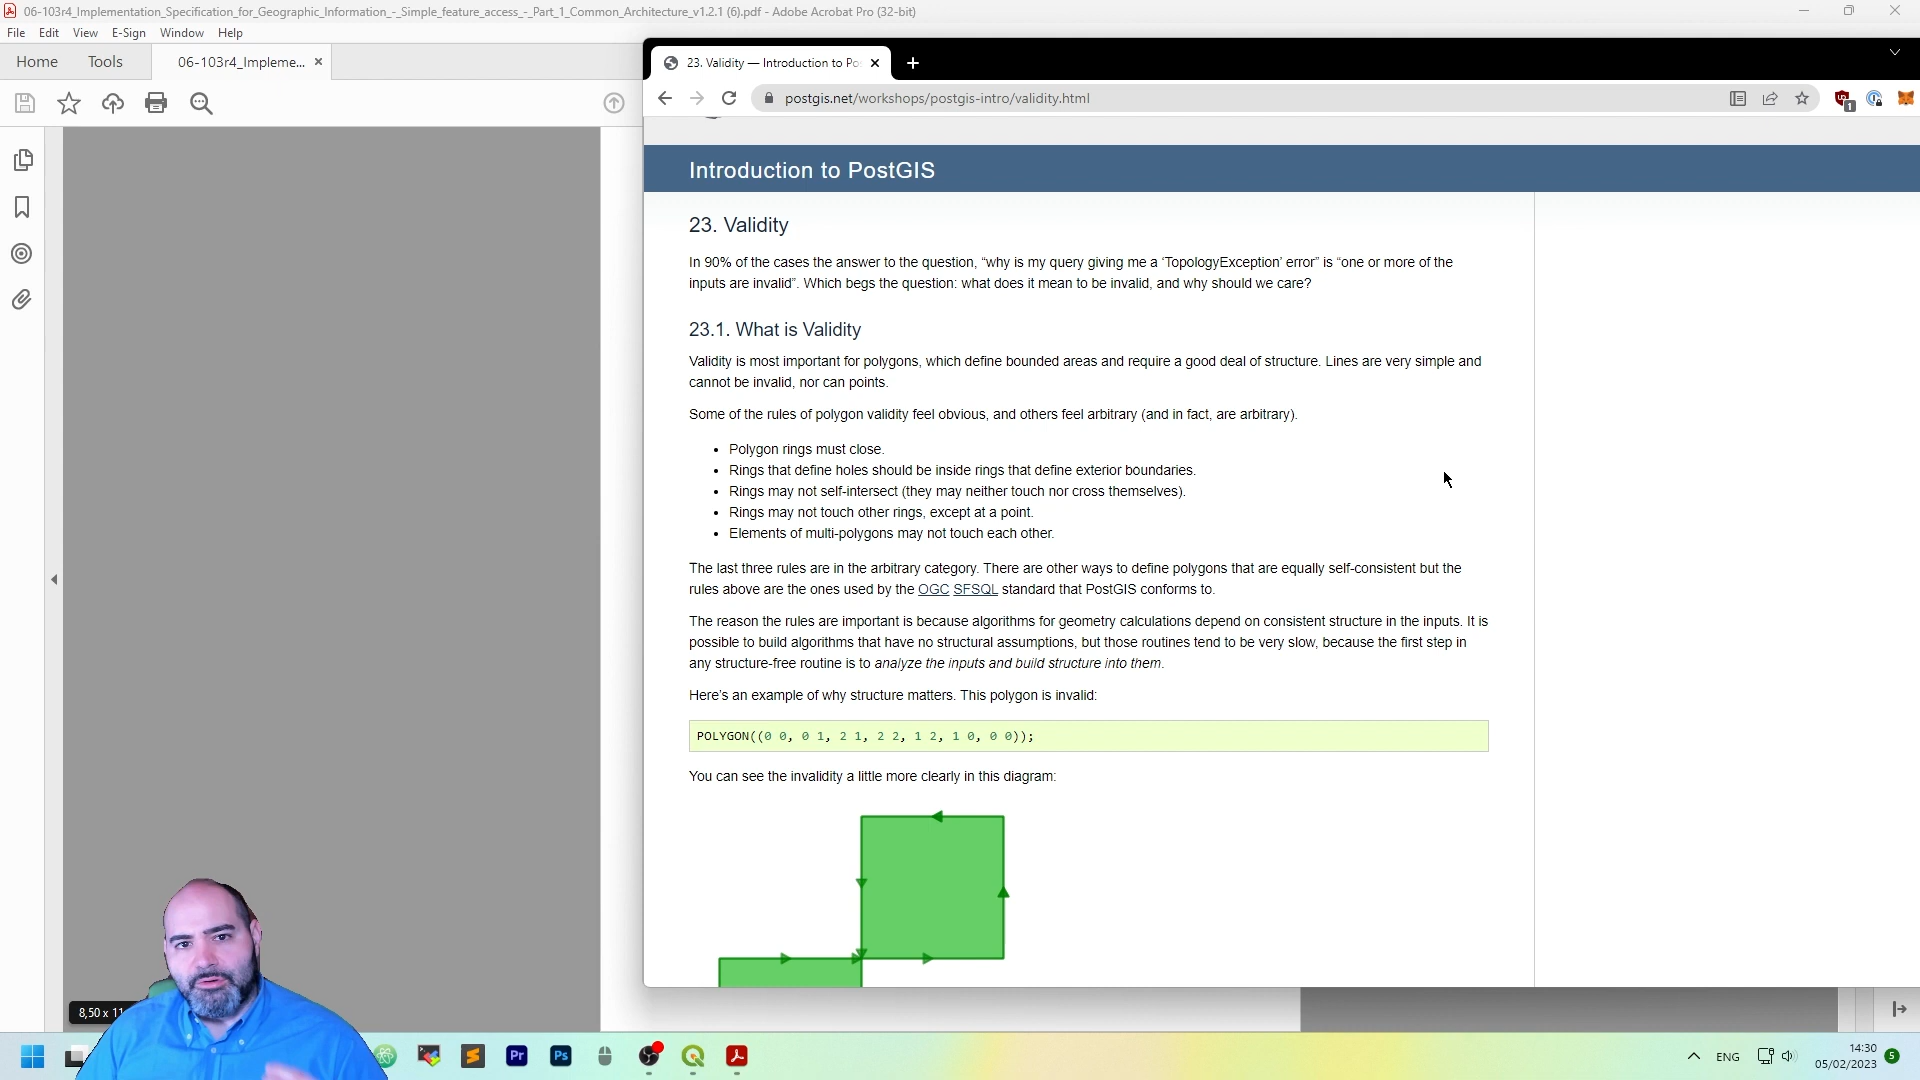 06-103r4_Implementation_Specification_for_Geographic_Information_-_Simple_feature_access_-_Part_1_Common_Architecture_v1.2.1 (6).pdf - Adobe Acrobat Pro (32-bit)
File Edit View E-Sign Window Help
Home Tools 06-103r4_Impleme...
23. Validity — Introduction to Po
postgis.net/workshops/postgis-intro/validity.html
1
Introduction to PostGIS
23. Validity
In 90% of the cases the answer to the question, “why is my query giving me a ‘TopologyException’ error” is “one or more of the
inputs are invalid”. Which begs the question: what does it mean to be invalid, and why should we care?
23.1. What is Validity
Validity is most important for polygons, which define bounded areas and require a good deal of structure. Lines are very simple and
cannot be invalid, nor can points.
Some of the rules of polygon validity feel obvious, and others feel arbitrary (and in fact, are arbitrary).
• Polygon rings must close.
• Rings that define holes should be inside rings that define exterior boundaries.
• Rings may not self-intersect (they may neither touch nor cross themselves).
• Rings may not touch other rings, except at a point.
• Elements of multi-polygons may not touch each other.
The last three rules are in the arbitrary category. There are other ways to define polygons that are equally self-consistent but the
rules above are the ones used by the OGC SFSQL standard that PostGIS conforms to.
The reason the rules are important is because algorithms for geometry calculations depend on consistent structure in the inputs. It is
possible to build algorithms that have no structural assumptions, but those routines tend to be very slow, because the first step in
any structure-free routine is to analyze the inputs and build structure into them.
Here’s an example of why structure matters. This polygon is invalid:
POLYGON((0 0, 0 1, 2 1, 2 2, 1 2, 1 0, 0 0));
You can see the invalidity a little more clearly in this diagram:
8,50 x 11
Pr Ps
ENG
14:30
05/02/2023
5